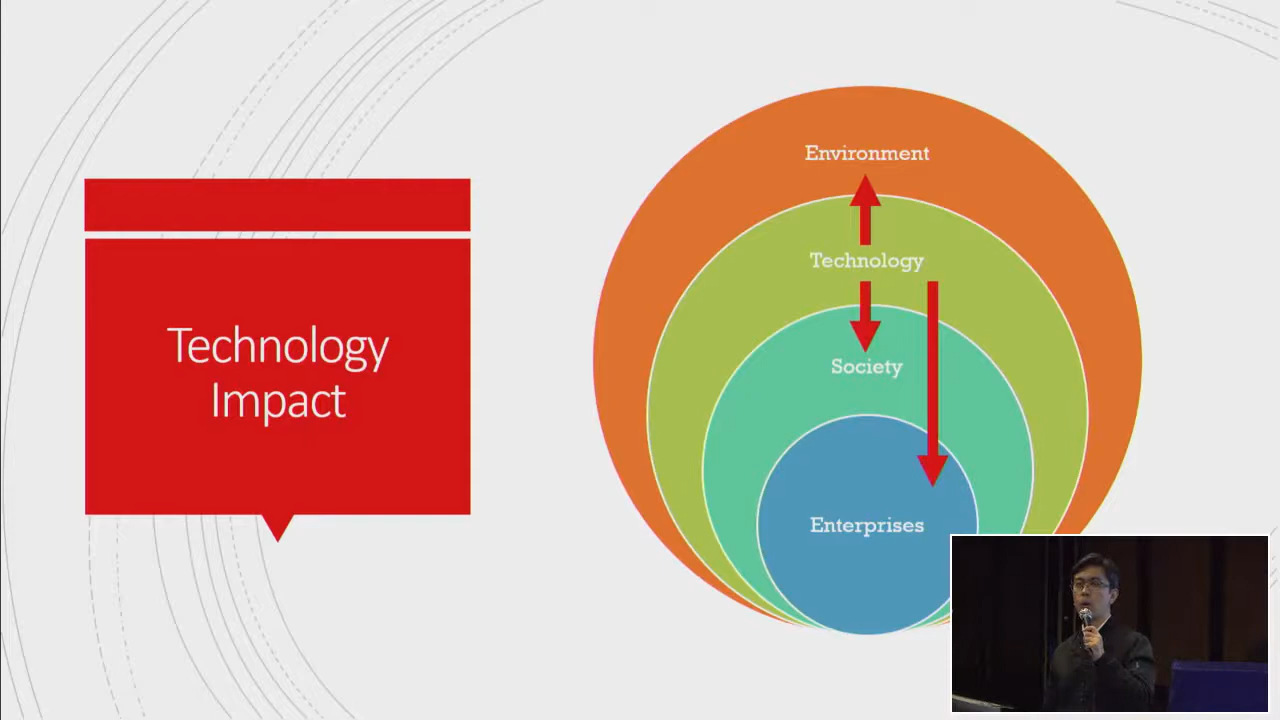 Technology
Impact
Environment
Technology
Society
Enterprises